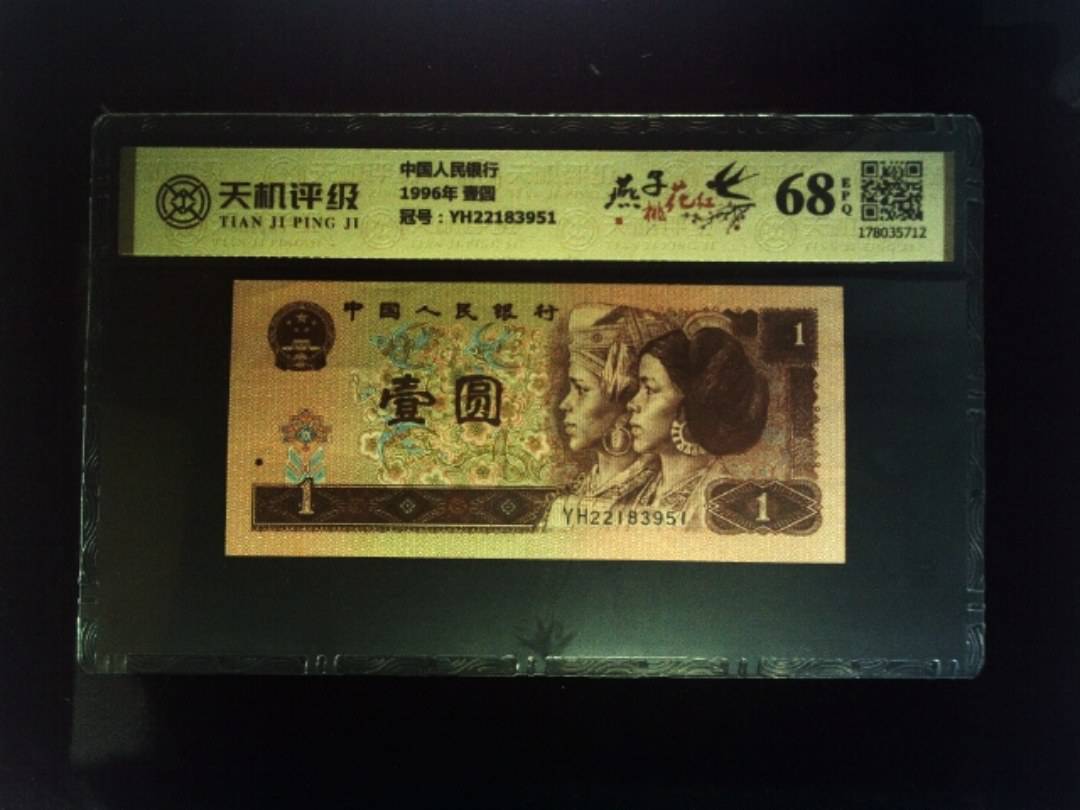 天机评级
TIAN JI PING JI
中国人民银行
1996年 壹圆
冠号：YH22183951
燕子桃花红
68 EPQ
178035712
中国人民银行
1
壹圆
1
YH22183951
1